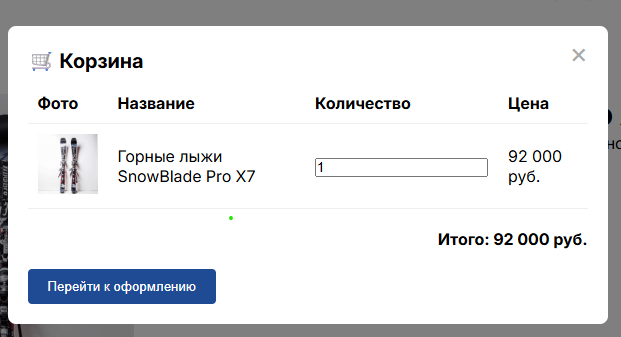 Корзина
×
Фото Название Количество Цена
Горные лыжи
SnowBlade Pro X7
1
92 000
руб.
Итого: 92 000 руб.
Перейти к оформлению